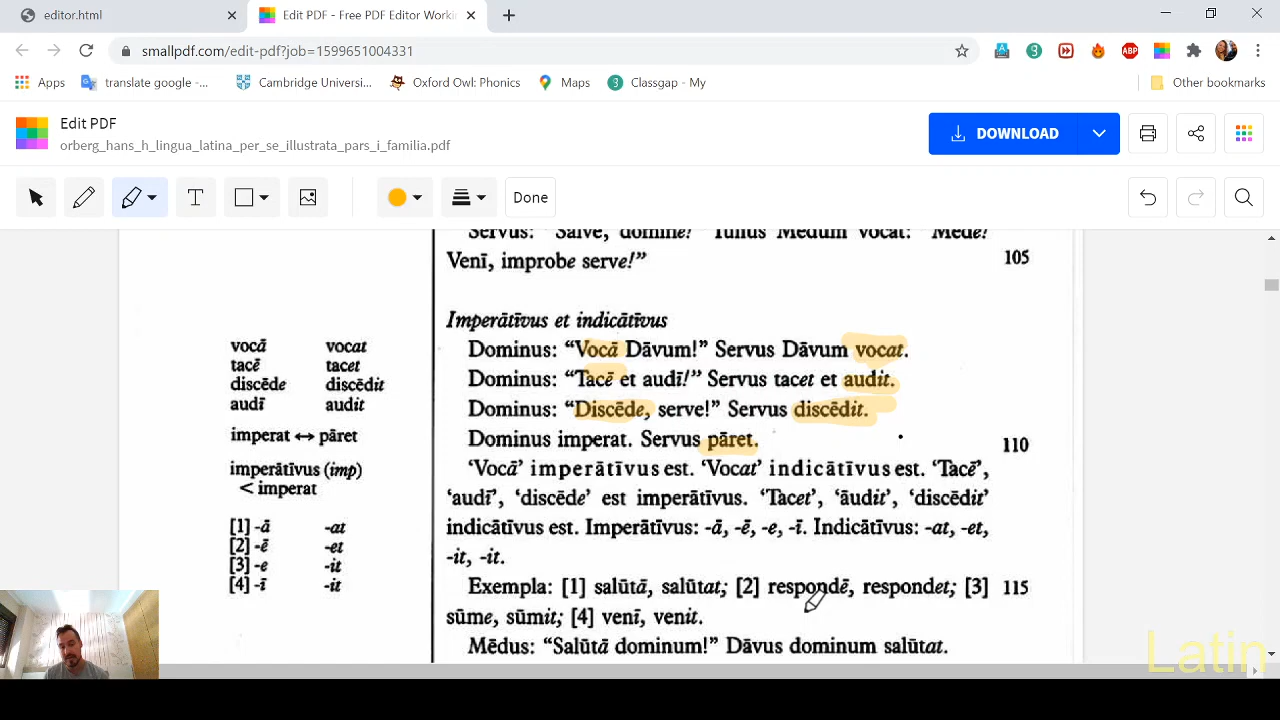 editor.html
Edit PDF - Free PDF Editor Workin
smallpdf.com/edit-pdf?job=1599651004331
Apps
translate google -...
Cambridge Universi...
Oxford Owl: Phonics
Maps
Classgap - My
Other bookmarks
Edit PDF
orberg_hans_h_lingua_latina_per_se_illustrata_pars_i_familia.pdf
DOWNLOAD
Done
Servus: "Salvē, domine!" Iūlius Mēdum vocat: "Mēde!
Venī, improbe serve!” 105
Imperātīvus et indicātīvus
vocā vocat
tacē tacet
discēde discēdit
audī audit
imperat ↔ pāret
imperātīvus (imp)
< imperat
[1] -ā -at
[2] -ē -et
[3] -e -it
[4] -ī -it
Dominus: “Vocā Dāvum!” Servus Dāvum vocat.
Dominus: “Tacē et audī!” Servus tacet et audit.
Dominus: “Discēde, serve!” Servus discēdit.
Dominus imperat. Servus pāret. 110
‘Vocā’ imperātīvus est. ‘Vocat’ indicātīvus est. ‘Tacē’,
‘audī’, ‘discēde’ est imperātīvus. ‘Tacet’, ‘āudit’, ‘discēdit’
indicātīvus est. Imperātīvus: -ā, -ē, -e, -ī. Indicātīvus: -at, -et,
-it, -it.
Exempla: [1] salūtā, salūtat; [2] respondē, respondet; [3] 115
sūme, sūmit; [4] venī, venit.
Mēdus: “Salūtā dominum!” Dāvus dominum salūtat.
Latin